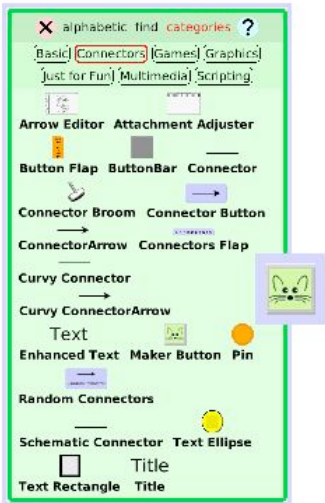 alphabetic find categories ?
Basic Connectors Games Graphics
Just for Fun Multimedia Scripting
Arrow Editor Attachment Adjuster
Button Flap ButtonBar Connector
Connector Broom Connector Button
ConnectorArrow Connectors Flap
Curvy Connector
Curvy ConnectorArrow
Text
Enhanced Text Maker Button Pin
Random Connectors
Schematic Connector Text Ellipse
Title
Text Rectangle Title